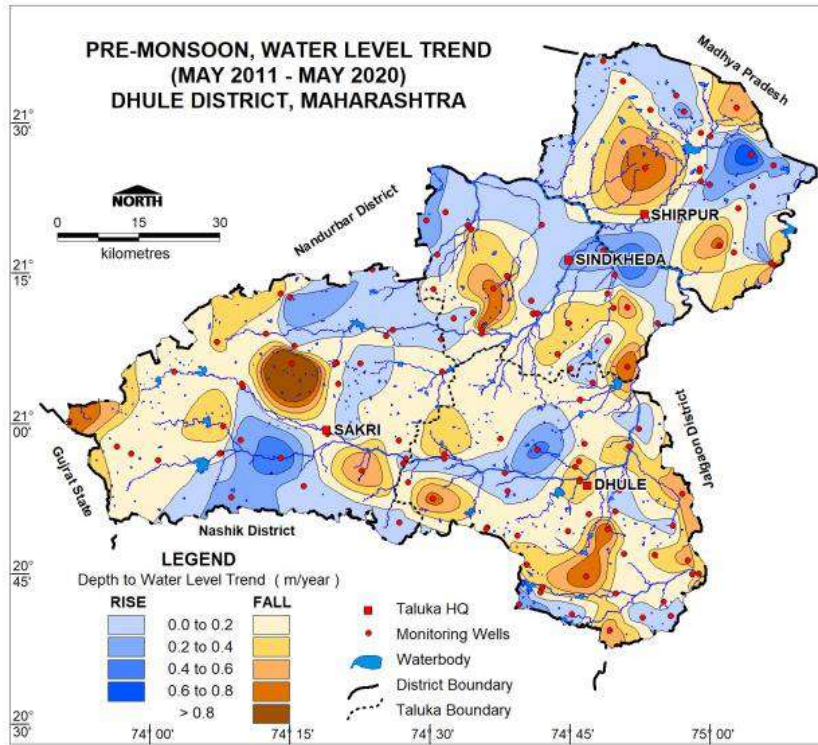 PRE-MONSOON, WATER LEVEL TREND
(MAY 2011 - MAY 2020)
DHULE DISTRICT, MAHARASHTRA
Madhya Pradesh
21°
30'
NORTH
0 15 30
kilometres
Nandurbar District
SHIRPUR
SINDKHEDA
21°
15'
21°
00'
SAKRI
Jalgaon District
Gujrat State
DHULE
Nashik District
20°
45'
LEGEND
Depth to Water Level Trend ( m/year )
RISE FALL
0.0 to 0.2
0.2 to 0.4
0.4 to 0.6
0.6 to 0.8
> 0.8
Taluka HQ
Monitoring Wells
Waterbody
District Boundary
Taluka Boundary
20°
30'
74° 00' 74° 15' 74° 30' 74° 45' 75° 00'